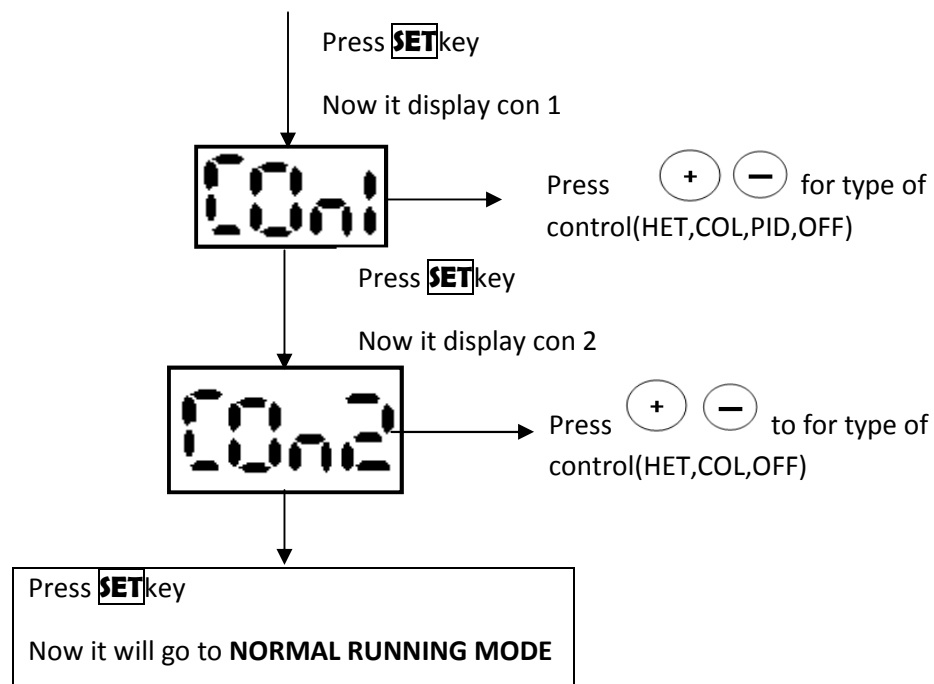 Press SET key
Now it display con 1
COn1
Press + − for type of
control(HET,COL,PID,OFF)
Press SET key
Now it display con 2
COn2
Press + − to for type of
control(HET,COL,OFF)
Press SET key
Now it will go to NORMAL RUNNING MODE